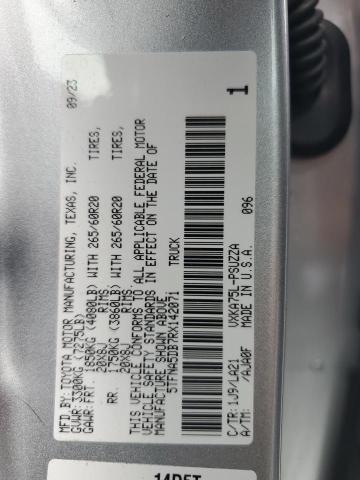 MFD.BY:TOYOTA MOTOR MANUFACTURING, TEXAS, INC. 09/23
GVWR:3300KG (7275LB)
GAWR:FRT. 1850KG (4080LB) WITH 265/60R20 TIRES,
20X8J RIMS,
RR. 1750KG (3860LB) WITH 265/60R20 TIRES,
20X8J RIMS,
THIS VEHICLE CONFORMS TO ALL APPLICABLE FEDERAL MOTOR
VEHICLE SAFETY STANDARDS IN EFFECT ON THE DATE OF
MANUFACTURE SHOWN ABOVE.
5TFNA5DB7RX142071 TRUCK
096 1
C/TR: 1J9/LA21 VXKA75L-PSUZZA
A/TM: /AJA0F MADE IN U.S.A.